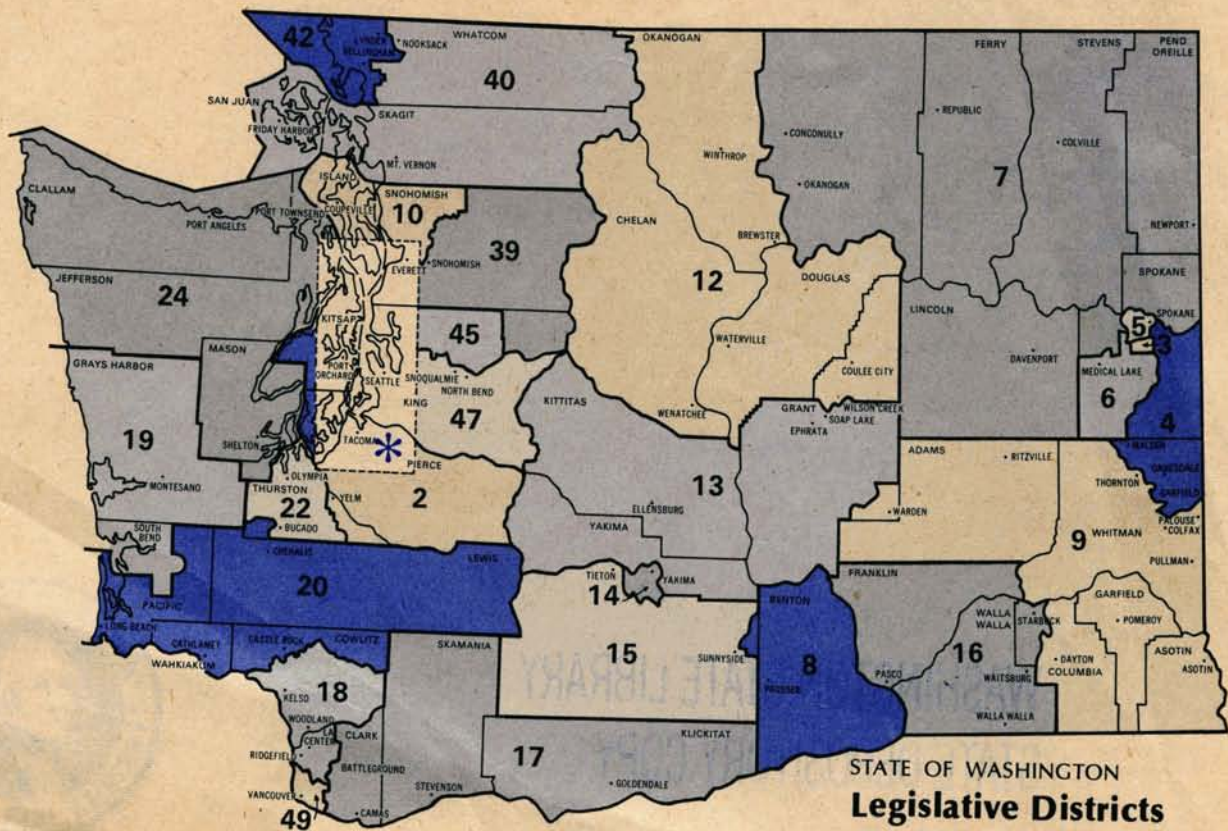 42
LYNDEN
BELLINGHAM
NOOKSACK
WHATCOM
40
OKANOGAN
FERRY
STEVENS
PEND
OREILLE
SAN JUAN
FRIDAY HARBOR
SKAGIT
MT. VERNON
REPUBLIC
CONCONULLY
COLVILLE
OKANOGAN
7
WINTHROP
NEWPORT
CLALLAM
PORT ANGELES
PORT TOWNSEND
ISLAND
COUPEVILLE
SNOHOMISH
10
39
EVERETT
SNOHOMISH
CHELAN
BREWSTER
12
DOUGLAS
JEFFERSON
24
KITSAP
45
WATERVILLE
COULEE CITY
LINCOLN
DAVENPORT
SPOKANE
SPOKANE
5
3
MEDICAL LAKE
6
4
GRAYS HARBOR
MASON
PORT
ORCHARD
SEATTLE
SNOQUALMIE
NORTH BEND
KING
47
WENATCHEE
GRANT
WILSON CREEK
SOAP LAKE
EPHRATA
19
SHELTON
TACOMA
*
PIERCE
KITTITAS
13
ELLENSBURG
ADAMS
RITZVILLE
MALDEN
OAKESDALE
GARFIELD
THORNTON
MONTESANO
OLYMPIA
THURSTON
22
BUCADO
YELM
2
YAKIMA
WARDEN
9
WHITMAN
PALOUSE
COLFAX
PULLMAN
SOUTH
BEND
CHEHALIS
LEWIS
20
TIETON
14
YAKIMA
FRANKLIN
PACIFIC
LONG BEACH
CATHLAMET
WAHKIAKUM
CASTLE ROCK
COWLITZ
SKAMANIA
15
SUNNYSIDE
BENTON
8
PROSSER
PASCO
WALLA
WALLA
16
STARBUCK
WAITSBURG
WALLA WALLA
GARFIELD
POMEROY
DAYTON
COLUMBIA
ASOTIN
ASOTIN
18
KELSO
WOODLAND
LA
CENTER
CLARK
RIDGEFIELD
BATTLEGROUND
VANCOUVER
49
CAMAS
STEVENSON
17
KLICKITAT
GOLDENDALE
STATE OF WASHINGTON
Legislative Districts